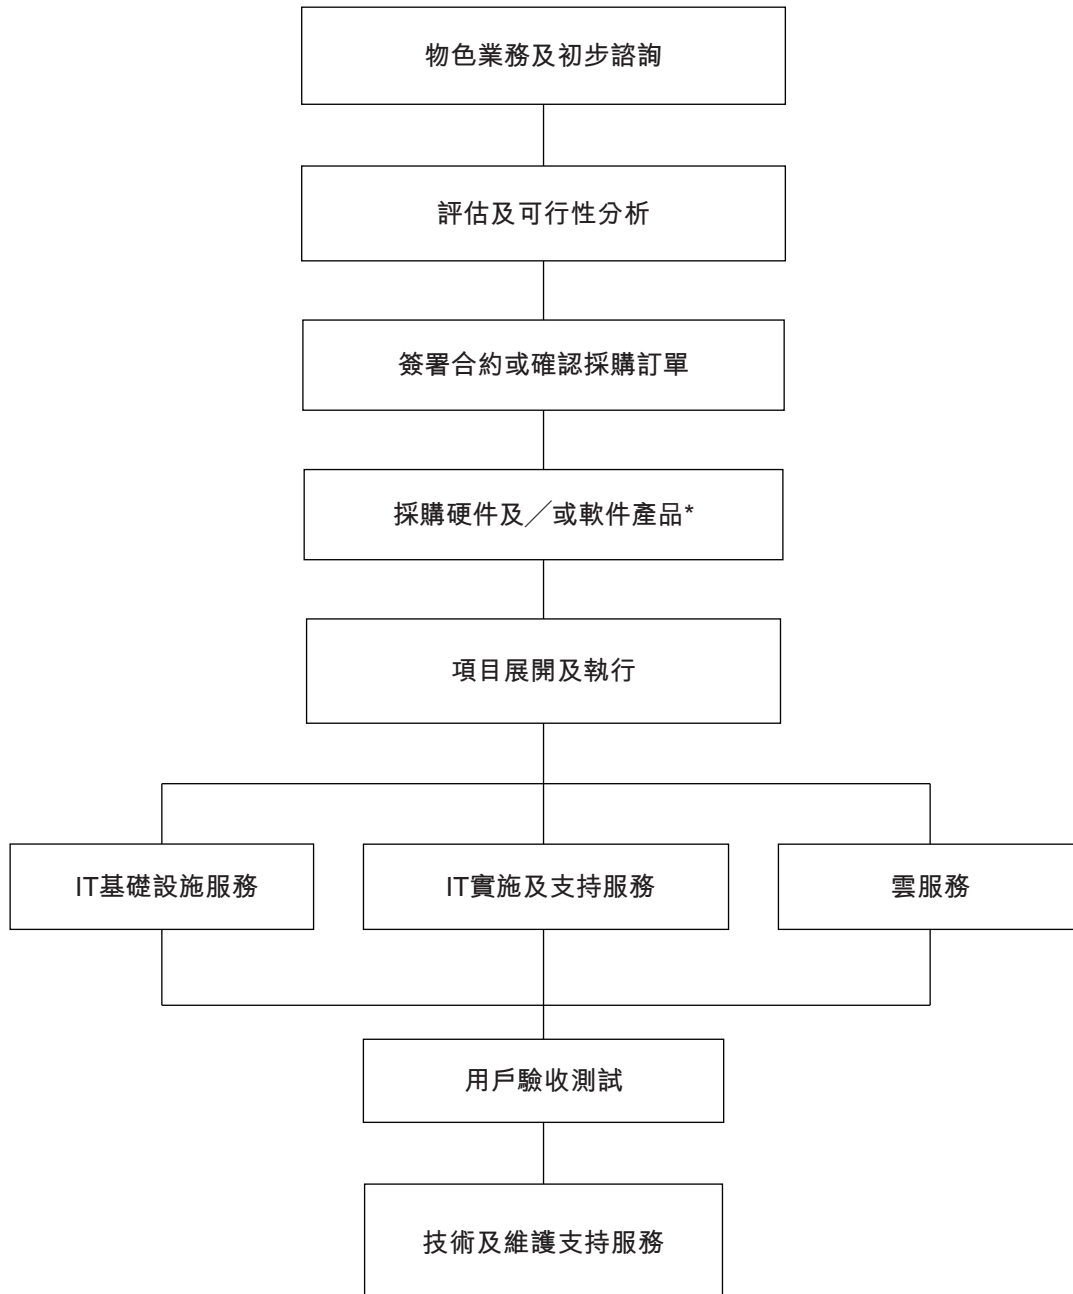 物色業務及初步諮詢
評估及可行性分析
簽署合約或確認採購訂單
採購硬件及╱或軟件產品*
項目展開及執行
IT基礎設施服務
IT實施及支持服務
雲服務
用戶驗收測試
技術及維護支持服務